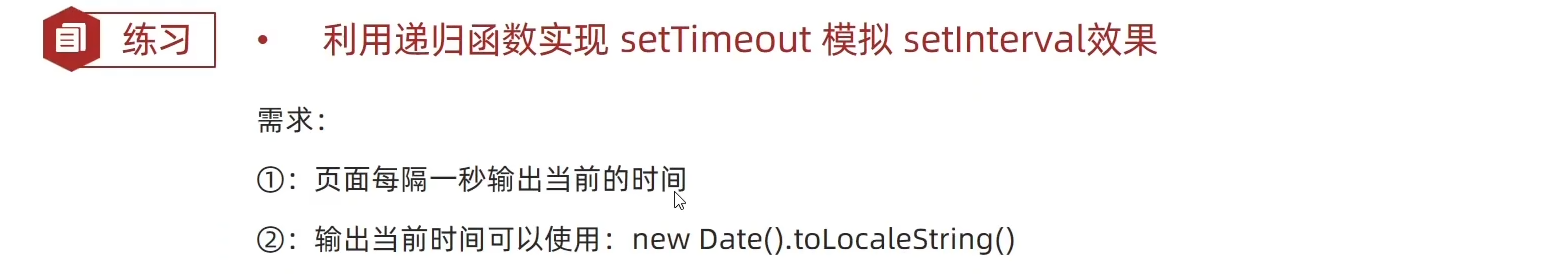 练习 • 利用递归函数实现 setTimeout 模拟 setInterval效果
需求：
①：页面每隔一秒输出当前的时间
②：输出当前时间可以使用：new Date().toLocaleString()